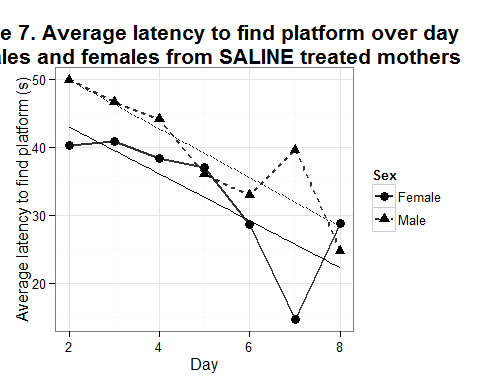 e 7. Average latency to find platform over day
ales and females from SALINE treated mothers
Average latency to find platform (s)
50
40
30
20
2
4
6
8
Day
Sex
Female
Male